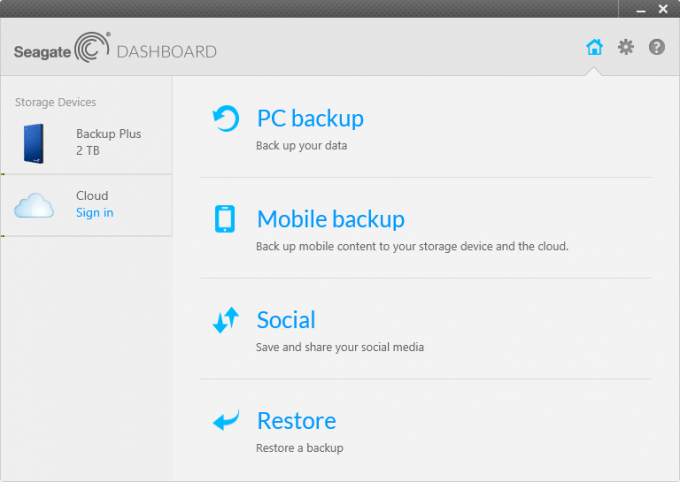 Seagate DASHBOARD
Storage Devices
Backup Plus
2 TB
Cloud
Sign in
PC backup
Back up your data
Mobile backup
Back up mobile content to your storage device and the cloud.
Social
Save and share your social media
Restore
Restore a backup